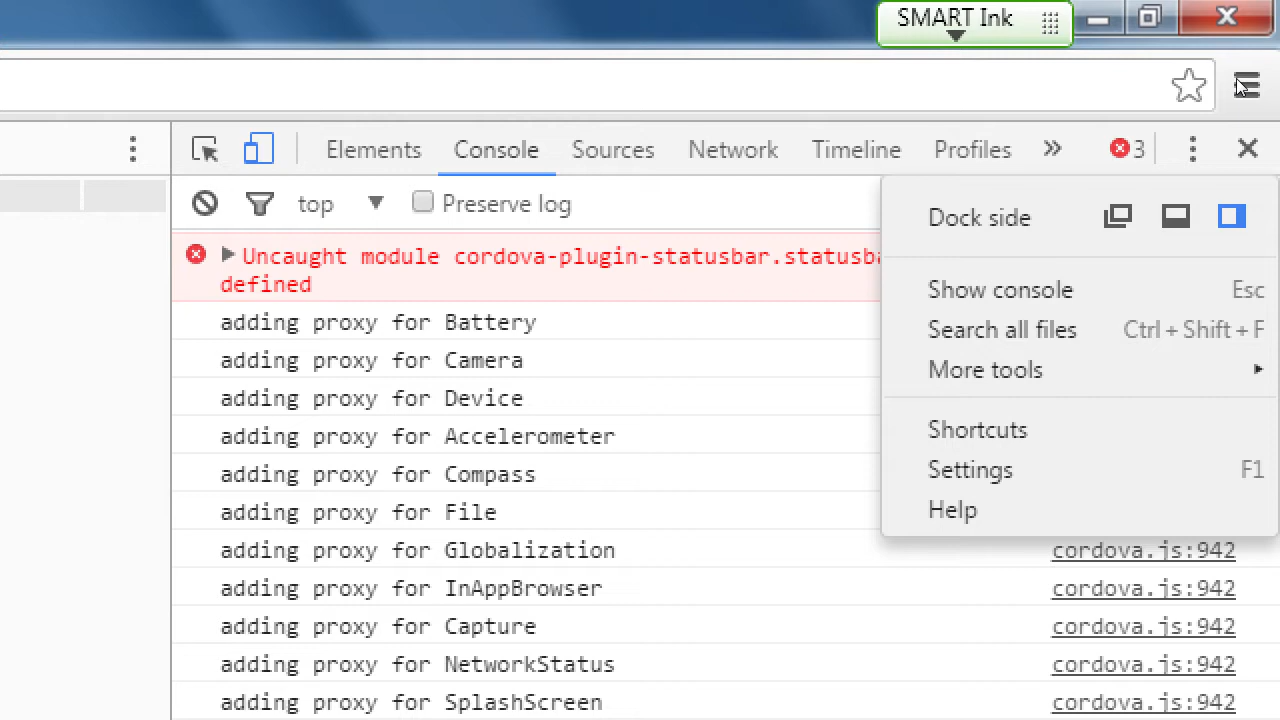 SMART Ink
Elements Console Sources Network Timeline Profiles » 3
top Preserve log
Dock side
Uncaught module cordova-plugin-statusbar.statusba
defined
Show console Esc
Search all files Ctrl + Shift + F
More tools
Shortcuts
Settings F1
Help
adding proxy for Battery
adding proxy for Camera
adding proxy for Device
adding proxy for Accelerometer
adding proxy for Compass
adding proxy for File
adding proxy for Globalization cordova.js:942
adding proxy for InAppBrowser cordova.js:942
adding proxy for Capture cordova.js:942
adding proxy for NetworkStatus cordova.js:942
adding proxy for SplashScreen cordova.js:942